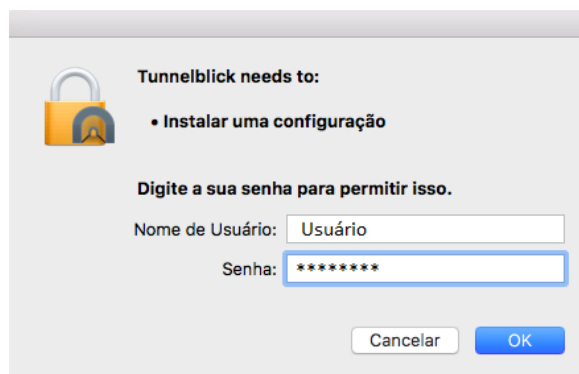 Tunnelblick needs to:
• Instalar uma configuração
Digite a sua senha para permitir isso.
Nome de Usuário: Usuário
Senha: ********
Cancelar OK